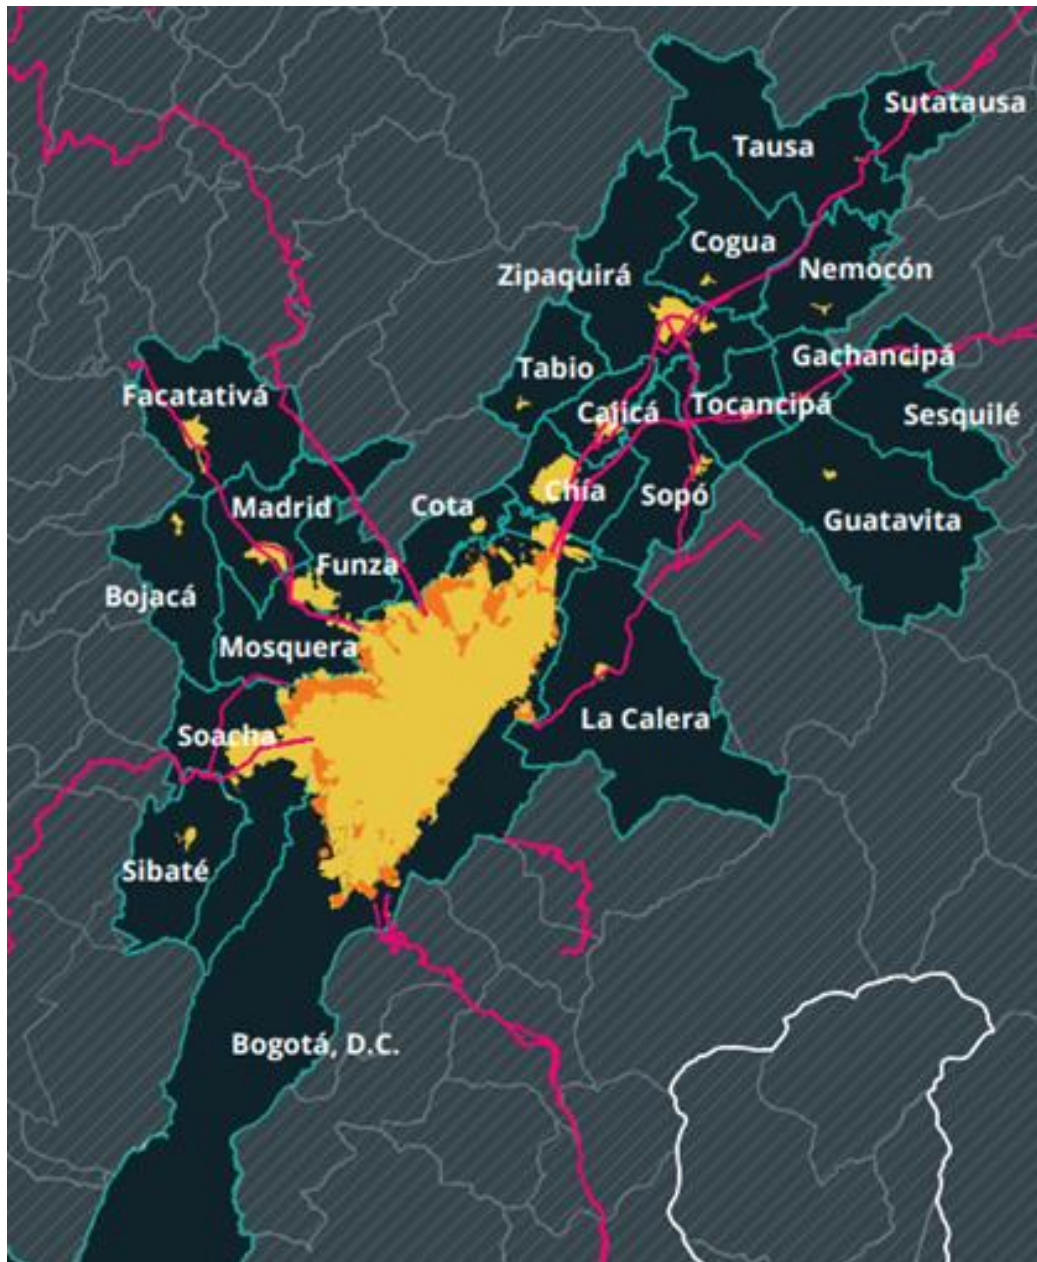 Sutatausa
Tausa
Cogua
Nemocón
Zipaquirá
Gachancipá
Tabio
Facatativá
Cajicá
Tocancipá
Sesquilé
Chía
Sopó
Madrid
Cota
Guatavita
Funza
Bojacá
Mosquera
La Calera
Soacha
Sibaté
Bogotá, D.C.